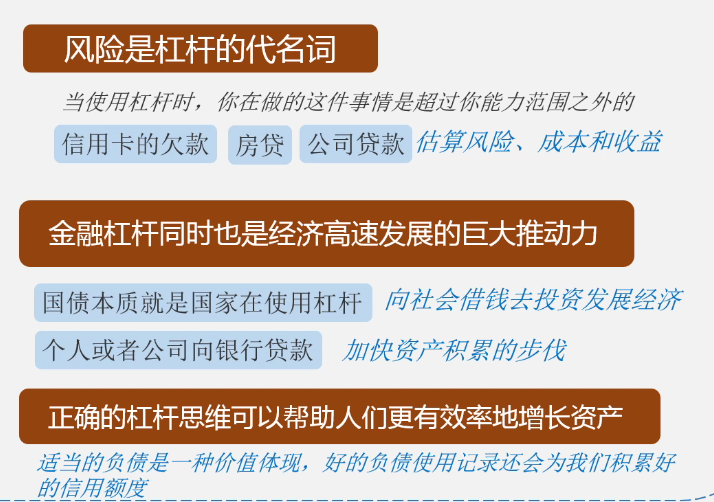 风险是杠杆的代名词
当使用杠杆时，你在做的这件事情是超过你能力范围之外的
信用卡的欠款 房贷 公司贷款 估算风险、成本和收益
金融杠杆同时也是经济高速发展的巨大推动力
国债本质就是国家在使用杠杆 向社会借钱去投资发展经济
个人或者公司向银行贷款 加快资产积累的步伐
正确的杠杆思维可以帮助人们更有效率地增长资产
适当的负债是一种价值体现，好的负债使用记录还会为我们积累好
的信用额度